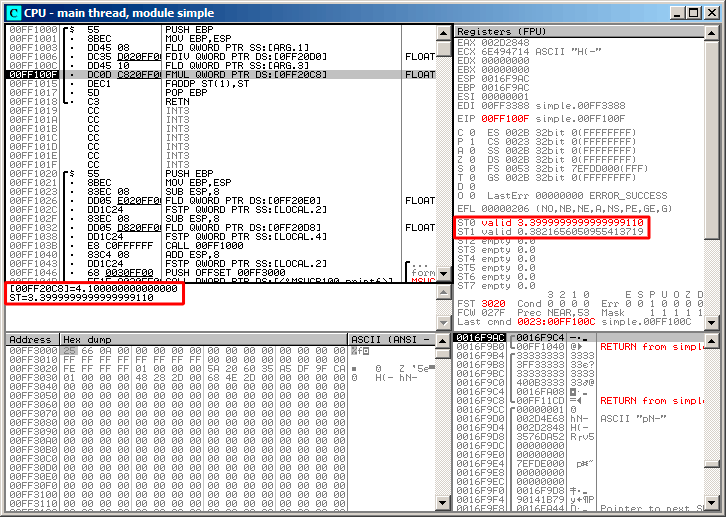 CPU - main thread, module simple
00FF1000 $ 55 PUSH EBP
00FF1001 . 8BEC MOV EBP,ESP
00FF1003 . DD45 08 FLD QWORD PTR SS:[ARG.1]
00FF1006 . DC35 D020FF00 FDIV QWORD PTR DS:[0FF20D0] FLOAT
00FF100C . DD45 10 FLD QWORD PTR SS:[ARG.3]
00FF100F . DC0D C820FF00 FMUL QWORD PTR DS:[0FF20C8] FLOAT
00FF1015 . DEC1 FADDP ST(1),ST
00FF1017 . 5D POP EBP
00FF1018 . C3 RETN
00FF1019 CC INT3
00FF101A CC INT3
00FF101B CC INT3
00FF101C CC INT3
00FF101D CC INT3
00FF101E CC INT3
00FF101F CC INT3
00FF1020 $ 55 PUSH EBP
00FF1021 . 8BEC MOV EBP,ESP
00FF1023 . 83EC 08 SUB ESP,8
00FF1026 . DD05 E020FF00 FLD QWORD PTR DS:[0FF20E0] FLOAT
00FF102C . DD1C24 FSTP QWORD PTR SS:[LOCAL.2]
00FF102F . 83EC 08 SUB ESP,8
00FF1032 . DD05 FLD QWORD PTR FLOAT
00FF1038 . DD1C24 FSTP QWORD PTR SS:[LOCAL.4]
00FF103B . E8 C0FFFFFF CALL 00FF1000
00FF1040 . 83C4 08 ADD ESP,8
00FF1043 . DD1C24 FSTP QWORD PTR SS:[LOCAL.2]
00FF1046 . 68 0030FF00 PUSH OFFSET 00FF3000 form
[00FF20C8]=4.100000000000000
ST=3.3999999999999999110
Registers (FPU)
EAX 002D2848
ECX 6E494714 ASCII "H(-"
EDX 00000000
EBX 00000000
ESP 0016F9AC
EBP 0016F9AC
ESI 00000001
EDI 00FF3388 simple.00FF3388
EIP 00FF100F simple.00FF100F
C 0 ES 002B 32bit 0(FFFFFFFF)
P 1 CS 0023 32bit 0(FFFFFFFF)
A 0 SS 002B 32bit 0(FFFFFFFF)
Z 0 DS 002B 32bit 0(FFFFFFFF)
S 0 FS 0053 32bit 7EFDD000(FFF)
T 0 GS 002B 32bit 0(FFFFFFFF)
D 0
O 0 LastErr 00000000 ERROR_SUCCESS
EFL 00000206 (NO,NB,NE,A,NS,PE,GE,G)
ST0 valid 3.3999999999999999110
ST1 valid 0.3821656050955413719
ST2 empty 0.0
ST3 empty 0.0
ST4 empty 0.0
ST5 empty 0.0
ST6 empty 0.0
ST7 empty 0.0
3 2 1 0 E S P U O Z D
FST 3020 Cond 0 0 0 0 Err 0 0 1 0 0 0 0
FCW 027F Prec NEAR,53 Mask 1 1 1 1
Last cmnd 0023:00FF100C simple.00FF100C
Address Hex dump ASCII (ANSI -
00FF3000 25 66 0A 00 00 00 00 00 00 00 00 00 00 00 00 00 %f
00FF3010 FF FF FF FF FF FF FF FF
00FF3020 FE FF FF FF 01 00 00 00 5A 20 60 35 A5 DF 9F CA
00FF3030 01 00 00 00 48 28 2D 00 68 4E 2D 00 00 00 00 00 H(- hN-
00FF3040 00 00 00 00 00 00 00 00 00 00 00 00 00 00 00 00
00FF3050 00 00 00 00 00 00 00 00 00 00 00 00 00 00 00 00
00FF3060 00 00 00 00 00 00 00 00 00 00 00 00 00 00 00 00
00FF3070 00 00 00 00 00 00 00 00 00 00 00 00 00 00 00 00
00FF3080 00 00 00 00 00 00 00 00 00 00 00 00 00 00 00 00
00FF3090 00 00 00 00 00 00 00 00 00 00 00 00 00 00 00 00
00FF30A0 00 00 00 00 00 00 00 00 00 00 00 00 00 00 00 00
00FF30B0 00 00 00 00 00 00 00 00 00 00 00 00 00 00 00 00
00FF30C0 00 00 00 00 00 00 00 00 00 00 00 00 00 00 00 00
00FF30D0 00 00 00 00 00 00 00 00 00 00 00 00 00 00 00 00
00FF30E0 00 00 00 00 00 00 00 00 00 00 00 00 00 00 00 00
00FF30F0 00 00 00 00 00 00 00 00 00 00 00 00 00 00 00 00
00FF3100 00 00 00 00 00 00 00 00 00 00 00 00 00 00 00 00
00FF3110 00 00 00 00 00 00 00 00 00 00 00 00 00 00 00 00
0016F9AC 0016F9C4
0016F9B0 00FF1040 RETURN from simple
0016F9B4 33333333 3333
0016F9B8 3FF33333
0016F9BC 33333333 3333
0016F9C0 400B3333
0016F9C4 0016FA08
0016F9C8 00FF11CD RETURN from simple
0016F9CC 00000001
0016F9D0 002D4E68 hN- ASCII "pN-"
0016F9D4 002D2848 H(-
0016F9D8 3576DA52
0016F9DC 00000000
0016F9E0 00000000
0016F9E4 7EFDE000
0016F9E8 00000000
0016F9EC 00000000
0016F9F0 0016F9D8
0016F9F4 90141B79
0016F9F8 0016FA44 Pointer to next S